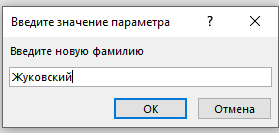 Введите значение параметра ? ×
Введите новую фамилию
Жуковский
ОК Отмена